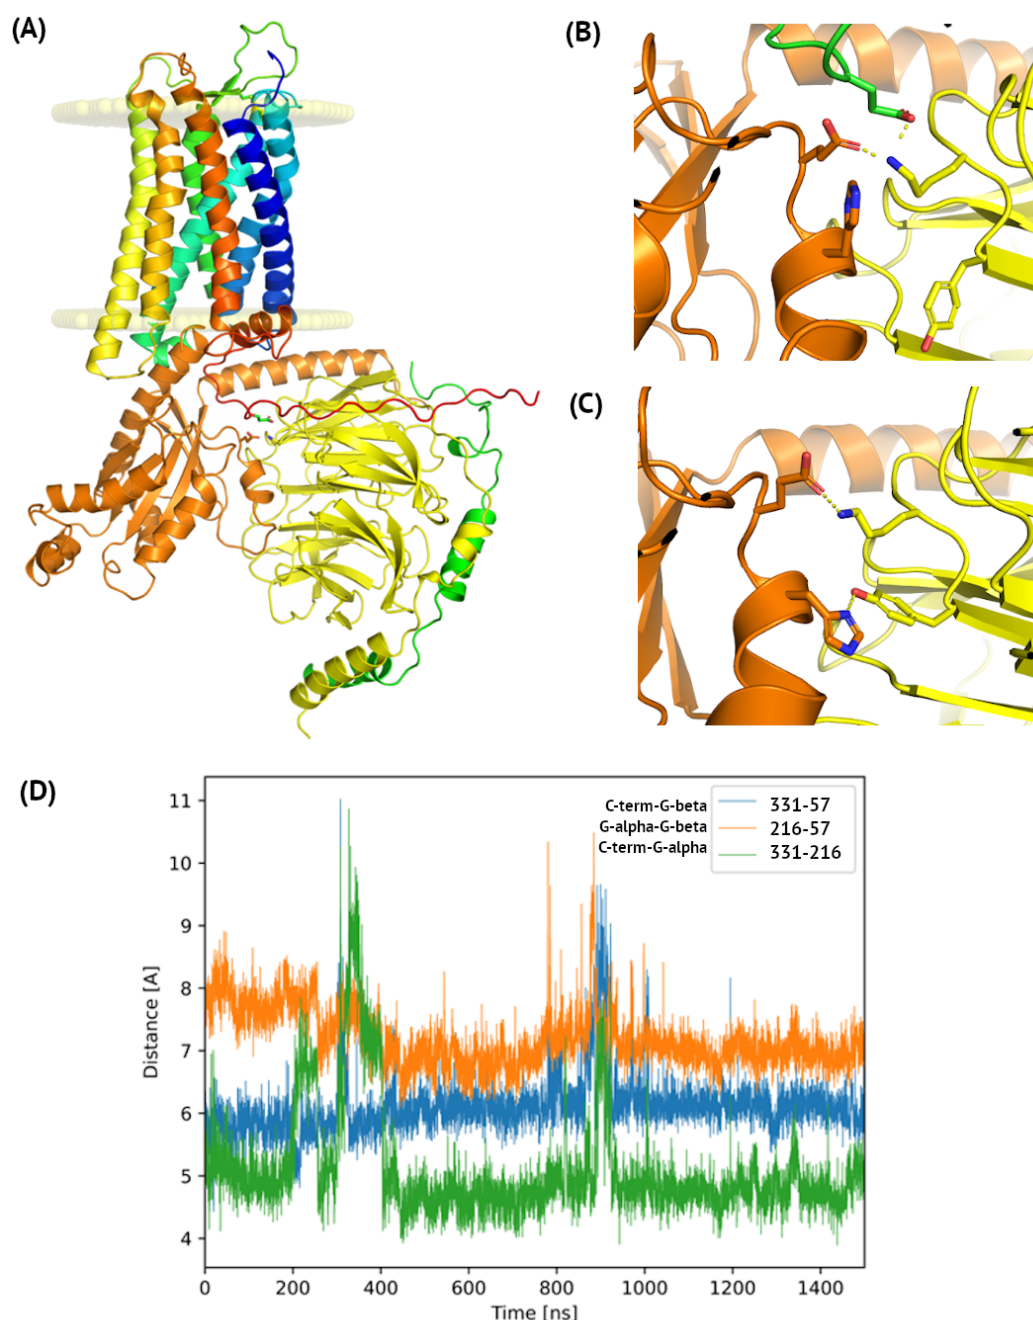 (A)
(B)
(C)
(D)
C-term-G-beta 331-57
G-alpha-G-beta 216-57
C-term-G-alpha 331-216
11
10
9
8
7
6
5
4
Distance [A]
0 200 400 600 800 1000 1200 1400
Time [ns]